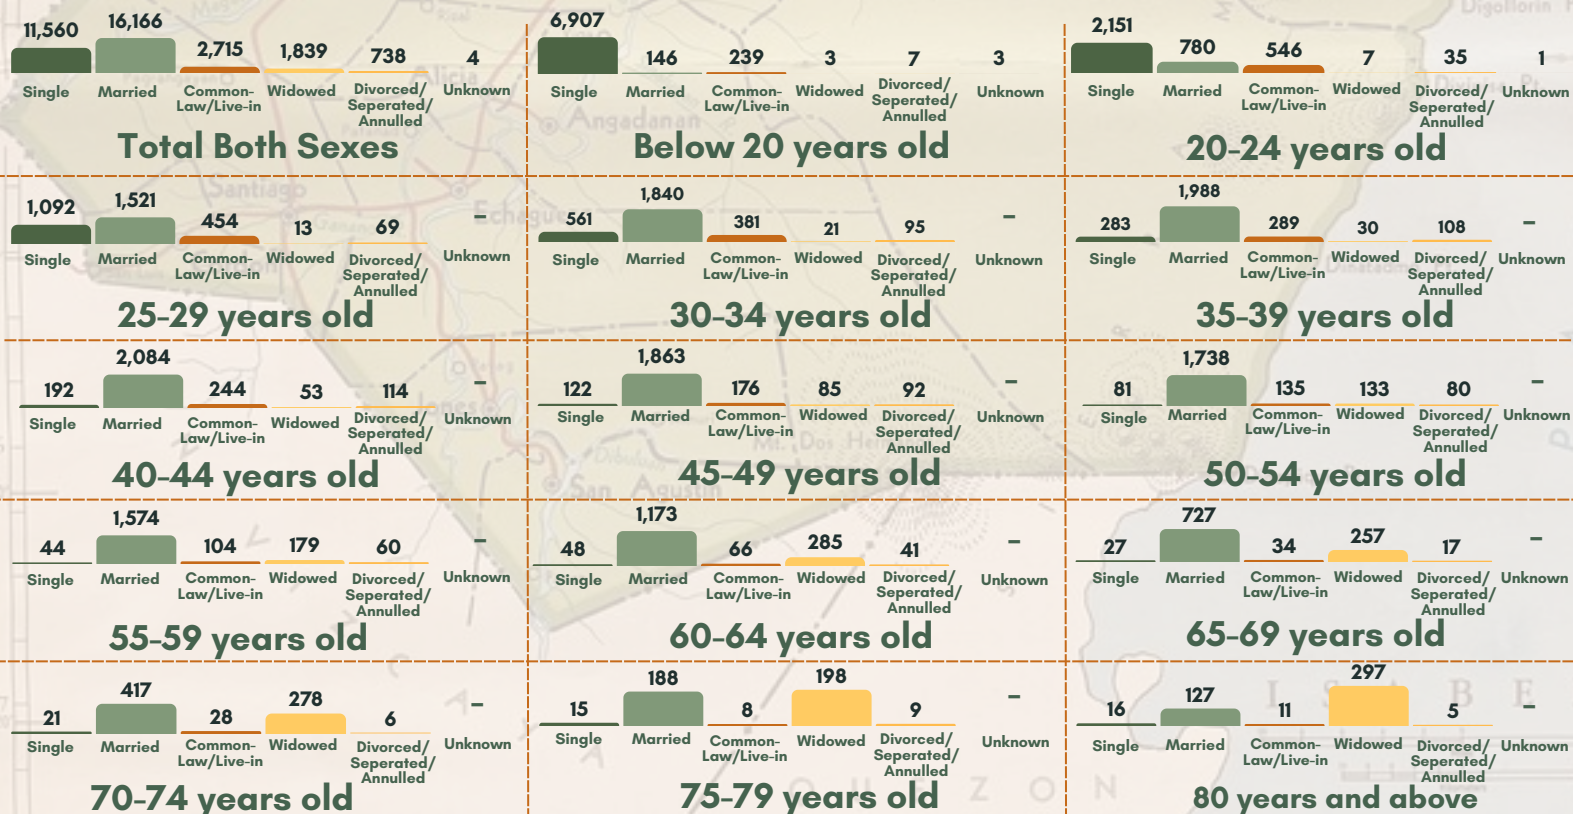 11,560 16,166 2,715 1,839 738 4
Single Married Common-Law/Live-in Widowed Divorced/Seperated/Annulled Unknown
Total Both Sexes
6,907 146 239 3 7 3
Single Married Common-Law/Live-in Widowed Divorced/Seperated/Annulled Unknown
Below 20 years old
2,151 780 546 7 35 1
Single Married Common-Law/Live-in Widowed Divorced/Seperated/Annulled Unknown
20-24 years old
1,092 1,521 454 13 69 -
Single Married Common-Law/Live-in Widowed Divorced/Seperated/Annulled Unknown
25-29 years old
561 1,840 381 21 95 -
Single Married Common-Law/Live-in Widowed Divorced/Seperated/Annulled Unknown
30-34 years old
283 1,988 289 30 108 -
Single Married Common-Law/Live-in Widowed Divorced/Seperated/Annulled Unknown
35-39 years old
192 2,084 244 53 114 -
Single Married Common-Law/Live-in Widowed Divorced/Seperated/Annulled Unknown
40-44 years old
122 1,863 176 85 92 -
Single Married Common-Law/Live-in Widowed Divorced/Seperated/Annulled Unknown
45-49 years old
81 1,738 135 133 80 -
Single Married Common-Law/Live-in Widowed Divorced/Seperated/Annulled Unknown
50-54 years old
44 1,574 104 179 60 -
Single Married Common-Law/Live-in Widowed Divorced/Seperated/Annulled Unknown
55-59 years old
48 1,173 66 285 41 -
Single Married Common-Law/Live-in Widowed Divorced/Seperated/Annulled Unknown
60-64 years old
27 727 34 257 17 -
Single Married Common-Law/Live-in Widowed Divorced/Seperated/Annulled Unknown
65-69 years old
21 417 28 278 6 -
Single Married Common-Law/Live-in Widowed Divorced/Seperated/Annulled Unknown
70-74 years old
15 188 8 198 9 -
Single Married Common-Law/Live-in Widowed Divorced/Seperated/Annulled Unknown
75-79 years old
16 127 11 297 5 -
Single Married Common-Law/Live-in Widowed Divorced/Seperated/Annulled Unknown
80 years and above
Alicia
Angadanan
Santiago
Echague
Jones
San Agustin
QUEZON